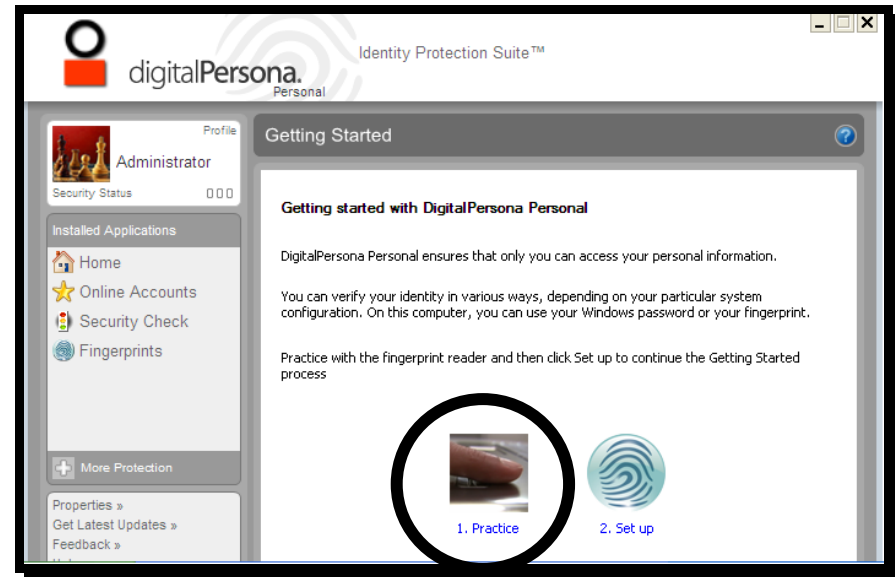 Identity Protection Suite™
digitalPersona.
Personal
Profile
Administrator
Security Status
Installed Applications
Home
Online Accounts
Security Check
Fingerprints
More Protection
Properties »
Get Latest Updates »
Feedback »
Getting Started
?
Getting started with DigitalPersona Personal
DigitalPersona Personal ensures that only you can access your personal information.
You can verify your identity in various ways, depending on your particular system
configuration. On this computer, you can use your Windows password or your fingerprint.
Practice with the fingerprint reader and then click Set up to continue the Getting Started
process
1. Practice
2. Set up